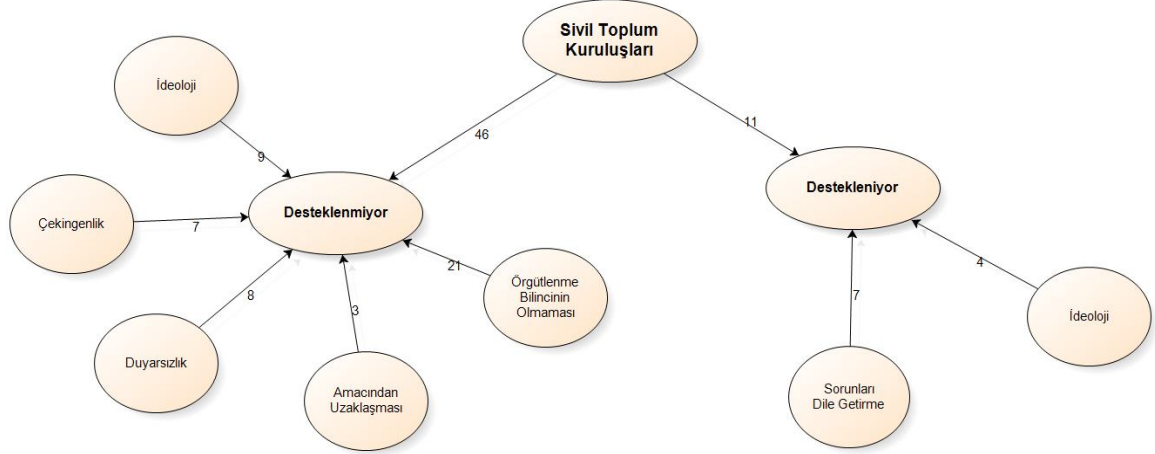 Sivil Toplum
Kuruluşları
İdeoloji
9
46
11
Desteklenmiyor
Destekleniyor
Çekingenlik
7
21
Örgütlenme
Bilincinin
Olmaması
8
3
7
4
İdeoloji
Duyarsızlık
Amacından
Uzaklaşması
Sorunları
Dile Getirme